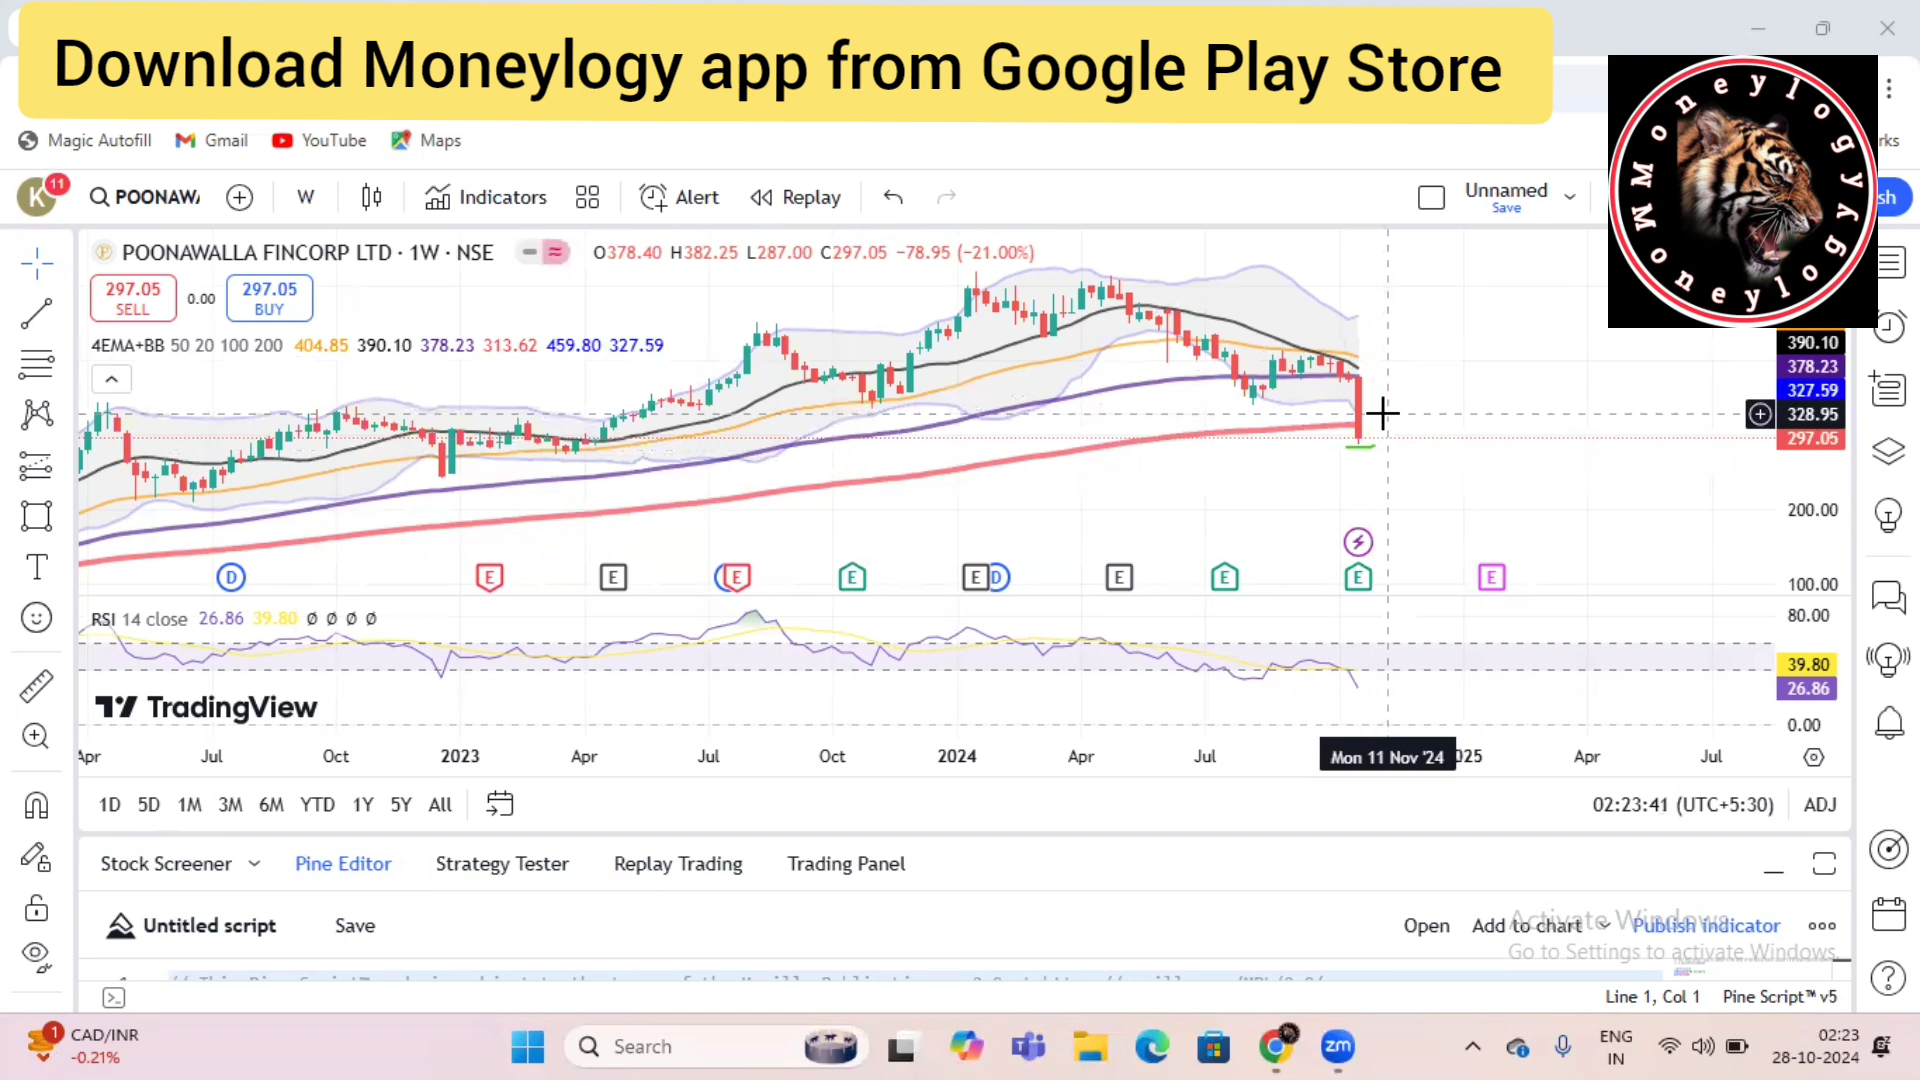 Download Moneylogy app from Google Play Store
Moneylogy Moneylogy
Magic Autofill Gmail YouTube Maps
K 11 POONAWA W Indicators Alert Replay Unnamed
Save
POONAWALLA FINCORP LTD · 1W · NSE O378.40 H382.25 L287.00 C297.05 −78.95 (−21.00%)
297.05 0.00 297.05
SELL BUY
4EMA+BB 50 20 100 200 404.85 390.10 378.23 313.62 459.80 327.59
390.10
378.23
327.59
328.95
297.05
200.00
100.00
D E E E E E D E E E E
RSI 14 close 26.86 39.80 Ø Ø Ø Ø
80.00
39.80
26.86
0.00
TradingView
Apr Jul Oct 2023 Apr Jul Oct 2024 Apr Jul Mon 11 Nov '24 Apr Jul
1D 5D 1M 3M 6M YTD 1Y 5Y All 02:23:41 (UTC+5:30) ADJ
Stock Screener Pine Editor Strategy Tester Replay Trading Trading Panel
Untitled script Save Open Add to chart Publish indicator
Activate Windows
Go to Settings to activate Windows.
Line 1, Col 1 Pine Script™ v5
1 CAD/INR
-0.21%
Search
zm
ENG
IN
02:23
28-10-2024